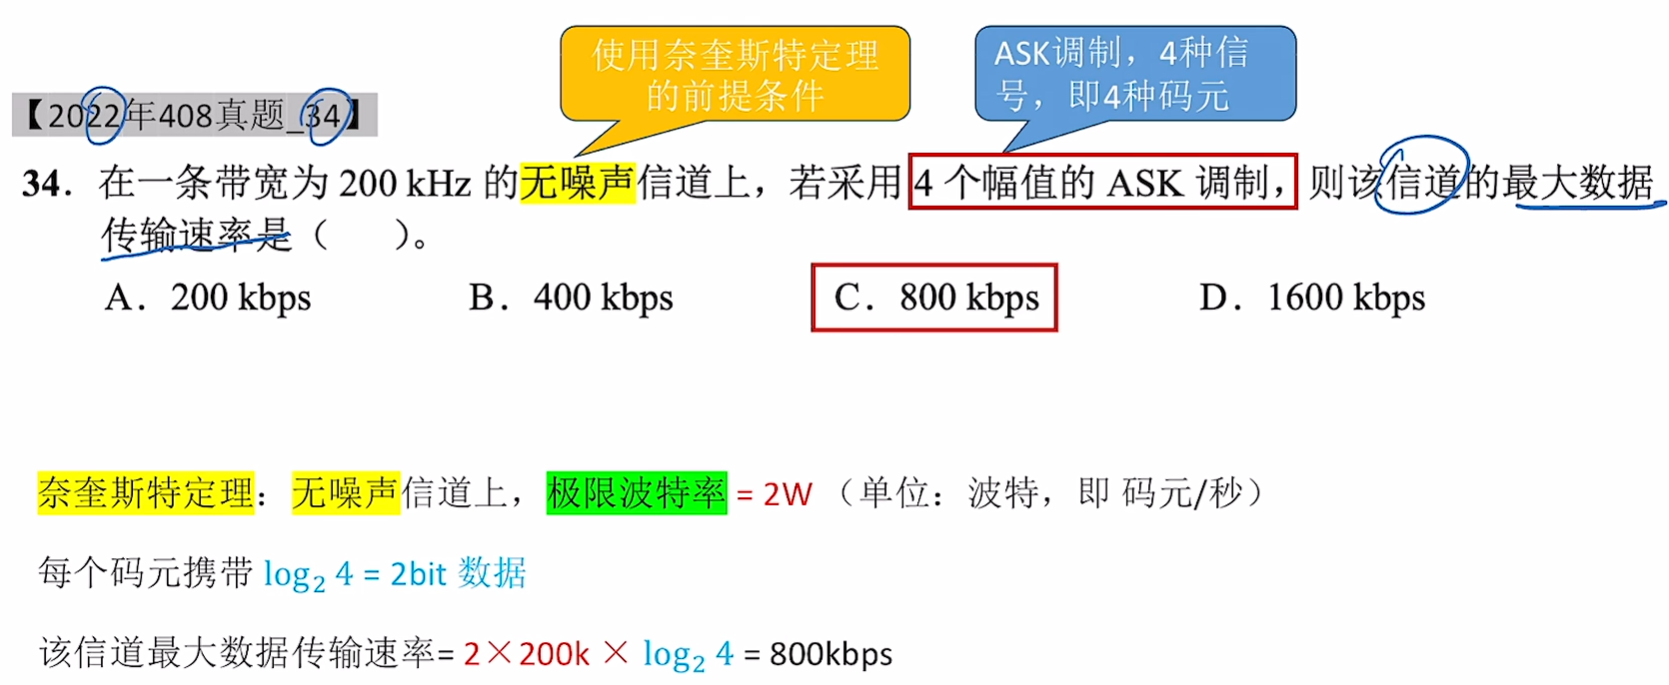 使用奈奎斯特定理
的前提条件
ASK调制，4种信
号，即4种码元
【2022年408真题_34】
34. 在一条带宽为 200 kHz 的无噪声信道上，若采用 4 个幅值的 ASK 调制，则该信道的最大数据
传输速率是（  ）。
A. 200 kbps B. 400 kbps C. 800 kbps D. 1600 kbps
奈奎斯特定理：无噪声信道上，极限波特率 = 2W （单位：波特，即 码元/秒）
每个码元携带 log₂ 4 = 2bit 数据
该信道最大数据传输速率= 2×200k × log₂ 4 = 800kbps